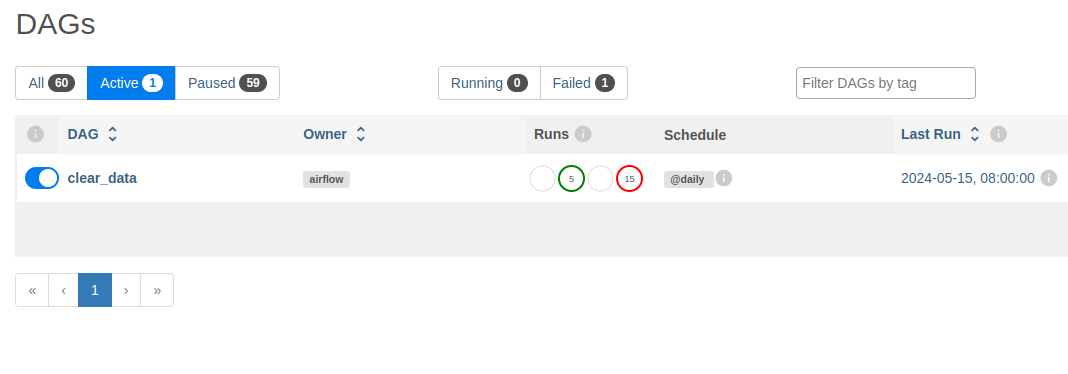 DAGs
All 60 Active 1 Paused 59 Running 0 Failed 1 Filter DAGs by tag
DAG Owner Runs Schedule Last Run
clear_data airflow 5 15 @daily 2024-05-15, 08:00:00
« ‹ 1 › »